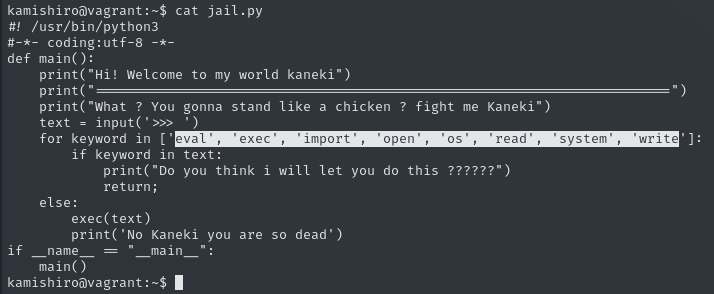 kamishiro@vagrant:~$ cat jail.py
#! /usr/bin/python3
#-*- coding:utf-8 -*-
def main():
    print("Hi! Welcome to my world kaneki")
    print("========================================================================")
    print("What ? You gonna stand like a chicken ? fight me Kaneki")
    text = input('>>> ')
    for keyword in ['eval', 'exec', 'import', 'open', 'os', 'read', 'system', 'write']:
        if keyword in text:
            print("Do you think i will let you do this ??????")
            return;
    else:
        exec(text)
        print('No Kaneki you are so dead')
if __name__ == "__main__":
    main()
kamishiro@vagrant:~$